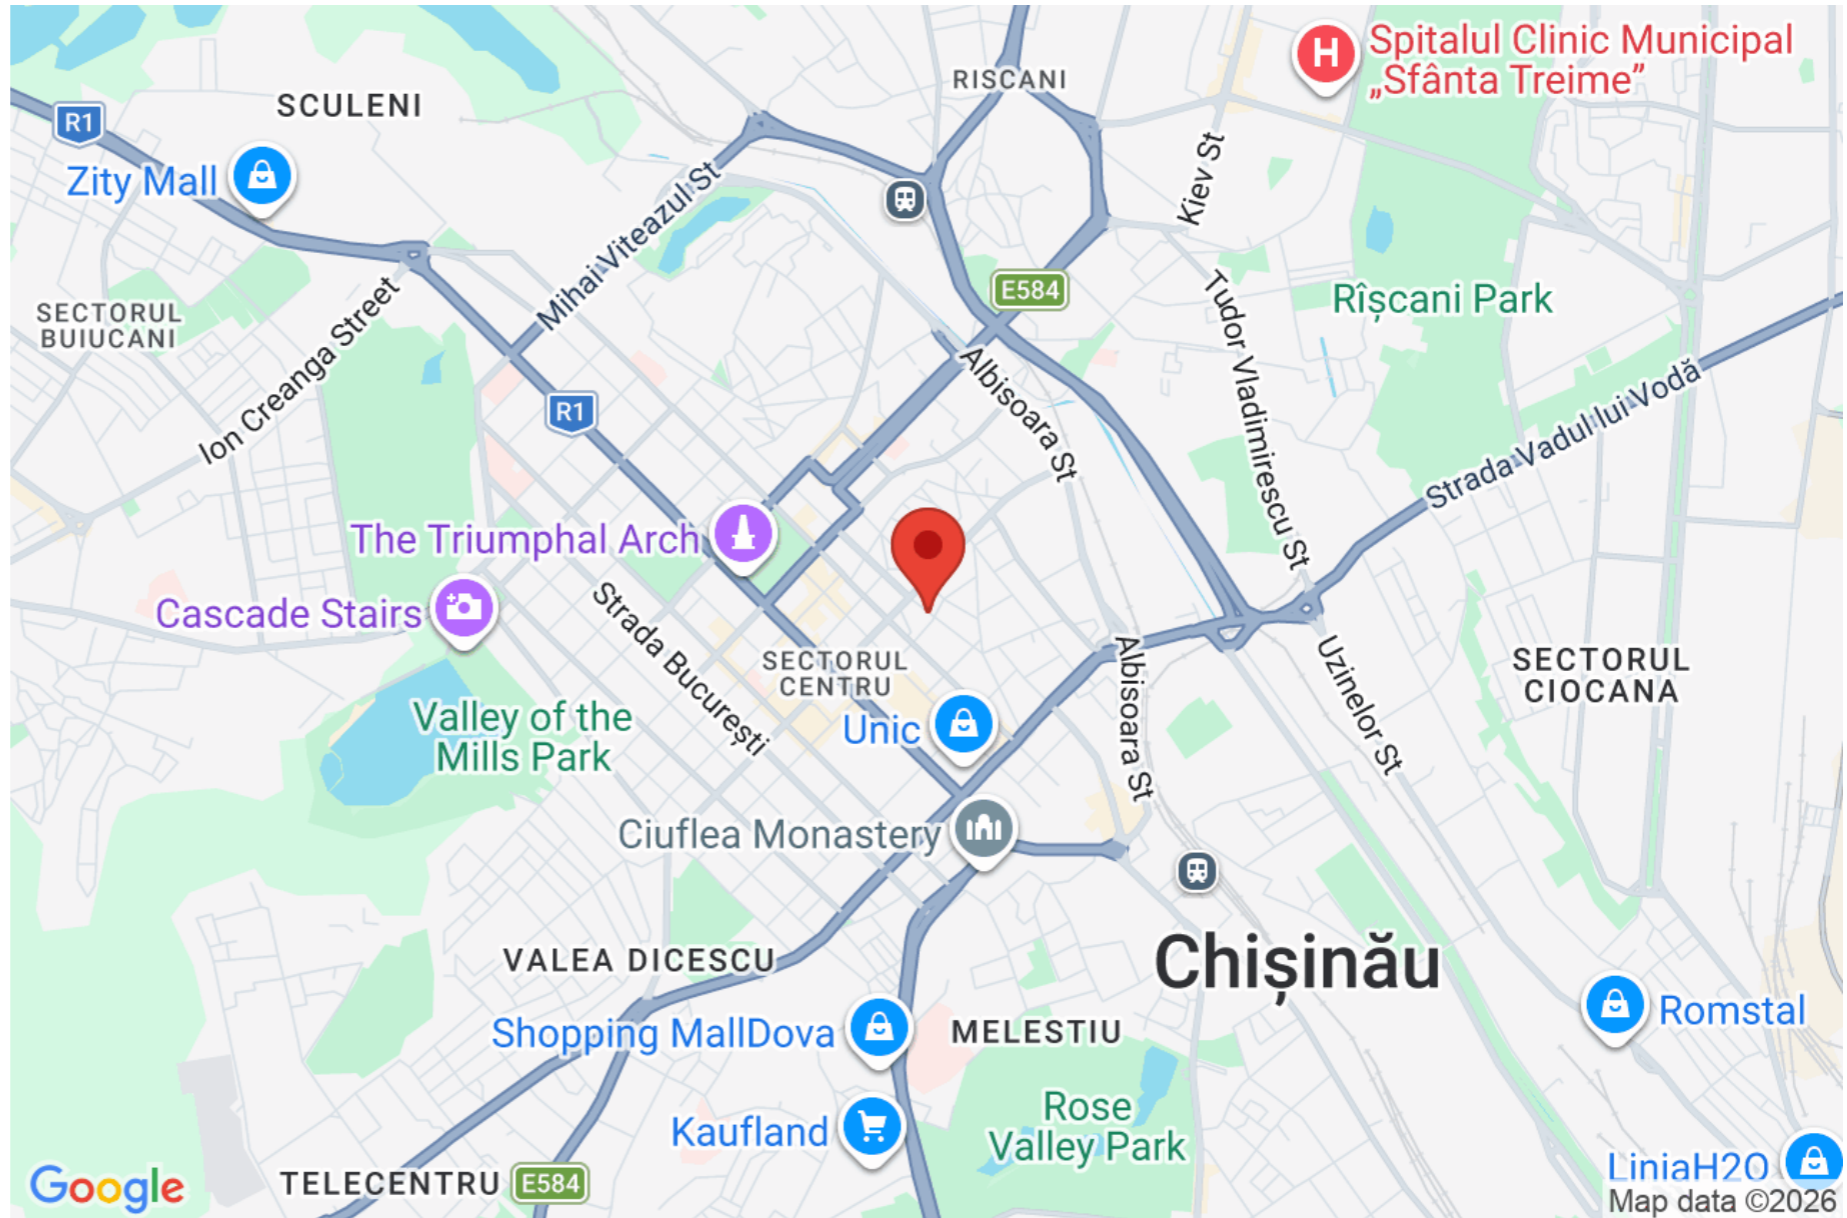 Spitalul Clinic Municipal
„Sfânta Treime”
RISCANI
SCULENI
R1
Zity Mall
Mihai Viteazul St
Kiev St
E584
Rîșcani Park
SECTORUL
BUIUCANI
Ion Creanga Street
Tudor Vladimirescu St
Albisoara St
R1
Strada Vadul lui Vodă
The Triumphal Arch
Cascade Stairs
Strada București
SECTORUL
CENTRU
Albisoara St
Uzinelor St
SECTORUL
CIOCANA
Valley of the
Mills Park
Unic
Ciuflea Monastery
VALEA DICESCU
Chișinău
Shopping MallDova
MELESTIU
Romstal
Rose
Valley Park
Kaufland
TELECENTRU
E584
LiniaH2O
Google
Map data ©2026